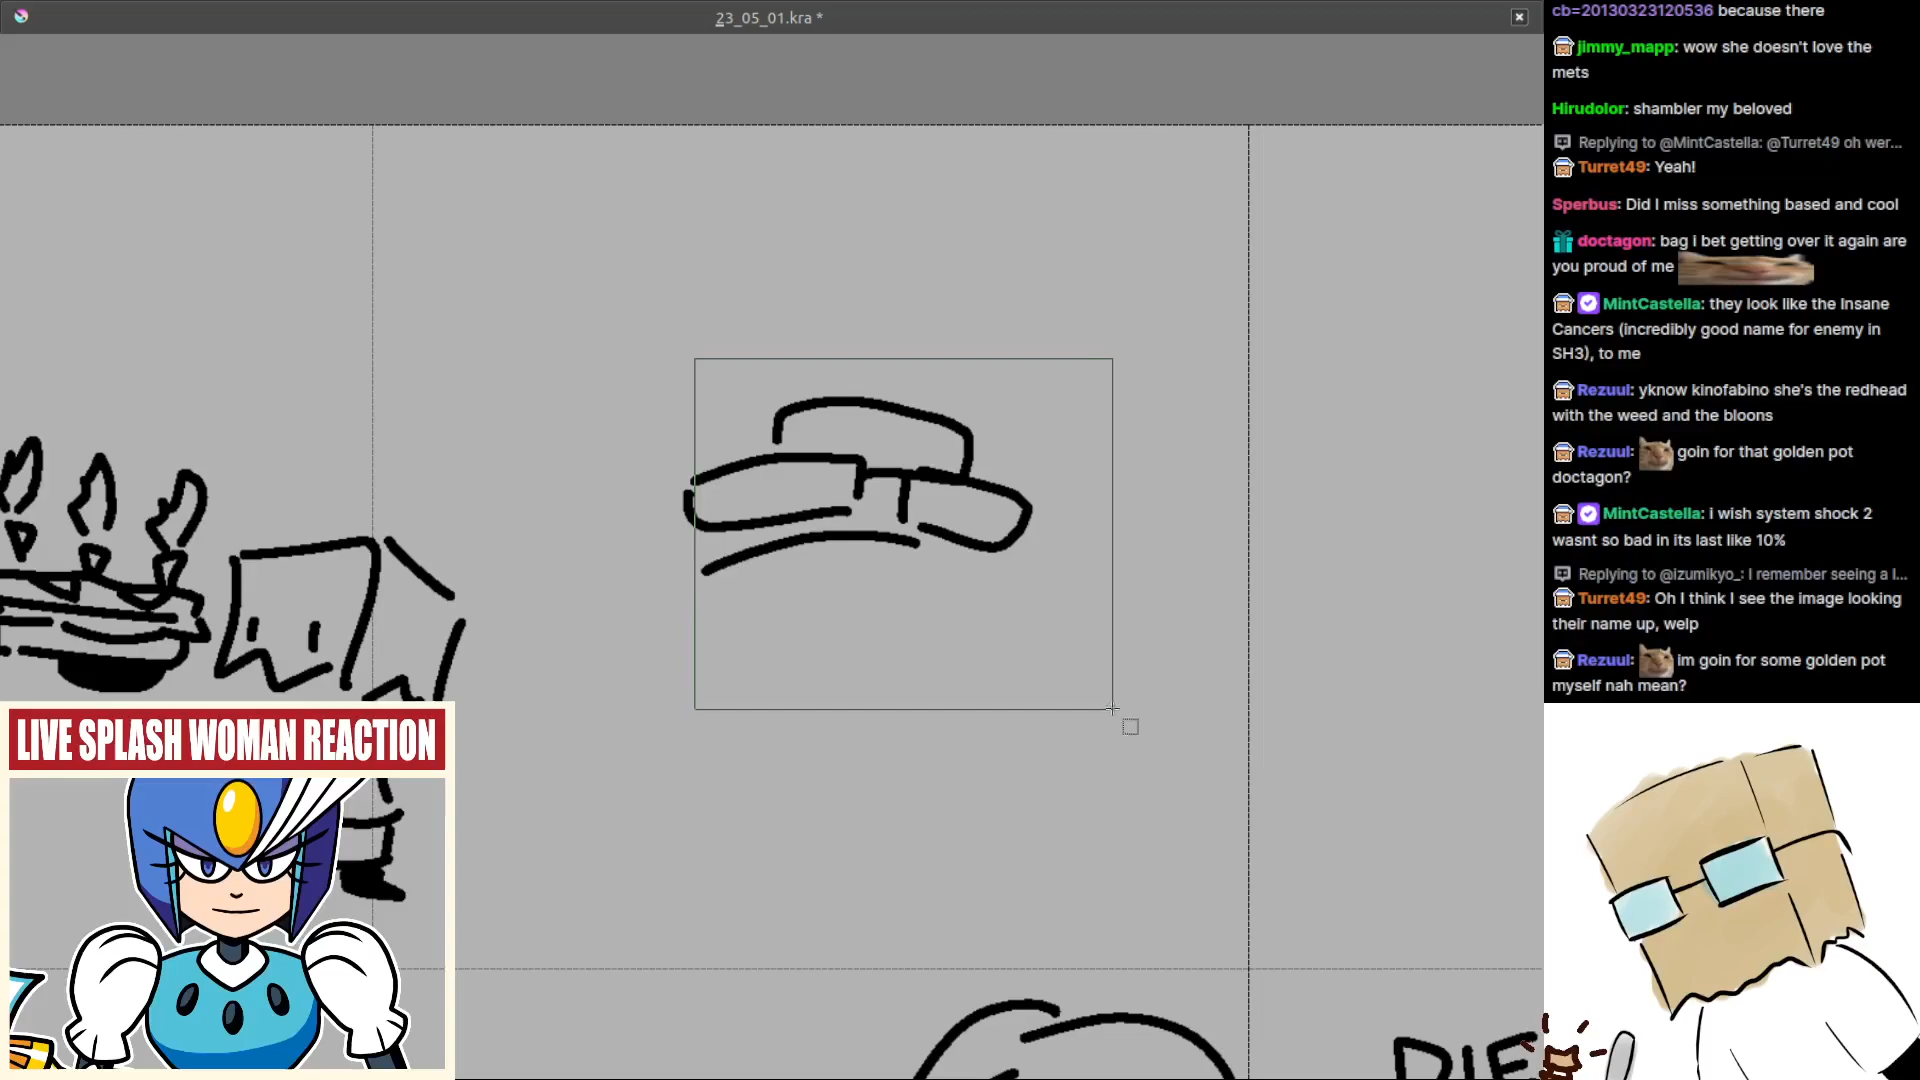 23_05_01.kra *
cb=20130323120536 because there
jimmy_mapp: wow she doesn't love the
mets
Hirudolor: shambler my beloved
Replying to @MintCastella: @Turret49 oh wer...
Turret49: Yeah!
Sperbus: Did I miss something based and cool
doctagon: bag i bet getting over it again are
you proud of me
MintCastella: they look like the Insane
Cancers (incredibly good name for enemy in
SH3), to me
Rezuul: yknow kinofabino she's the redhead
with the weed and the bloons
Rezuul: goin for that golden pot
doctagon?
MintCastella: i wish system shock 2
wasnt so bad in its last like 10%
Replying to @izumikyo_: I remember seeing a l...
Turret49: Oh I think I see the image looking
their name up, welp
Rezuul: im goin for some golden pot
myself nah mean?
LIVE SPLASH WOMAN REACTION
DIE